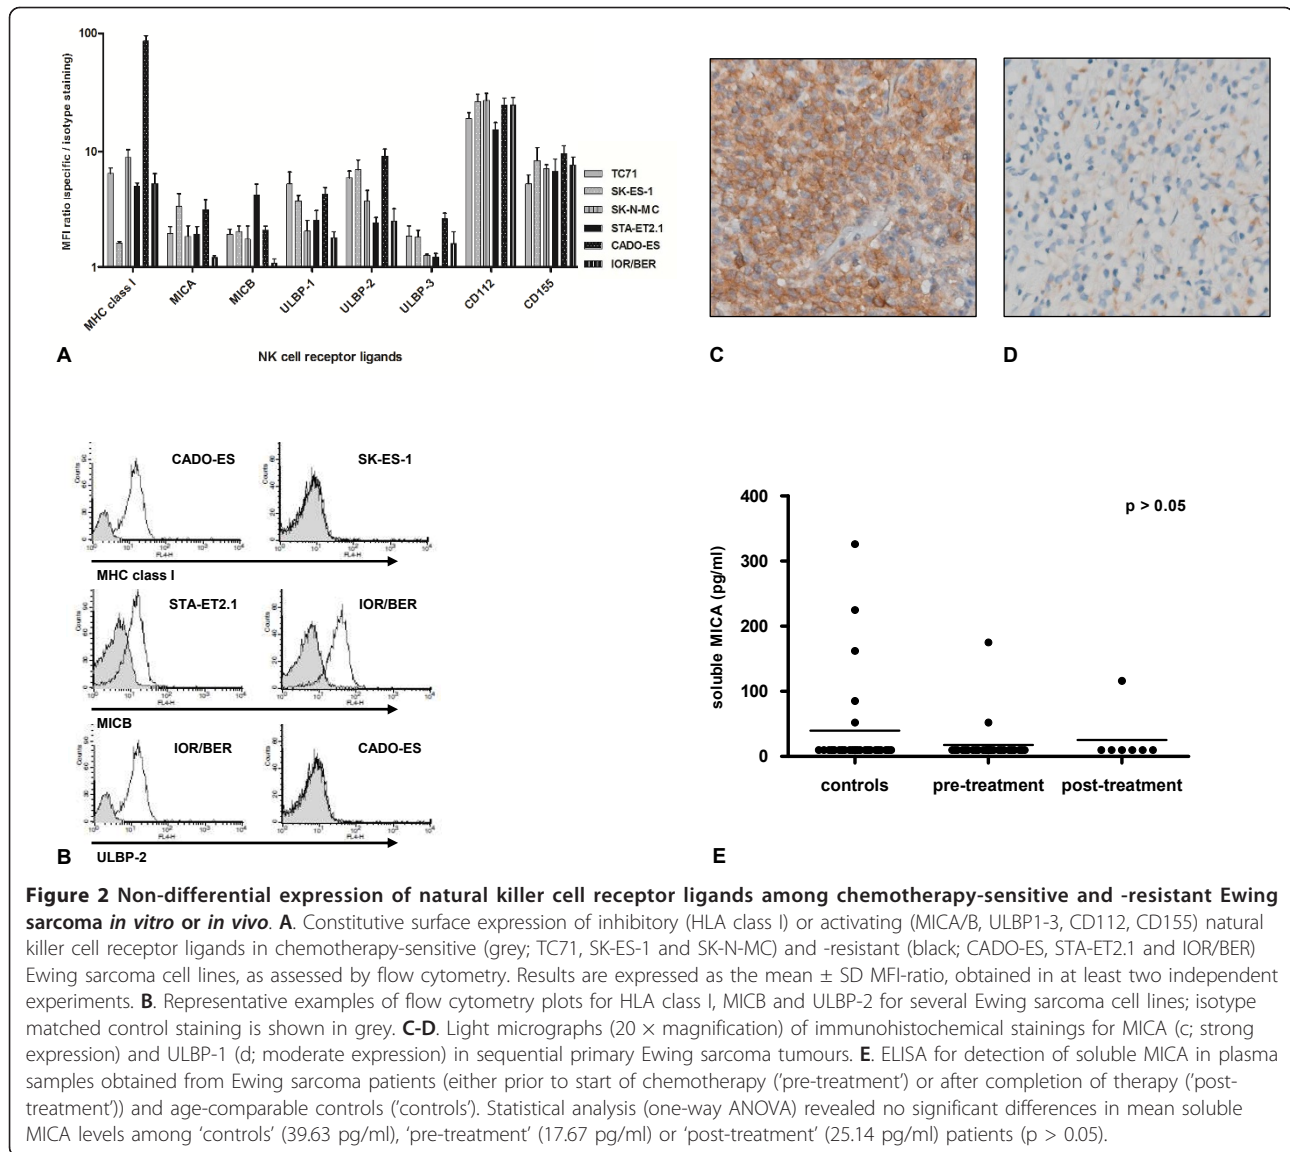 100
10
1
MFI ratio (specific / isotype staining)
TC71
SK-ES-1
SK-N-MC
STA-ET2.1
CADO-ES
IOR/BER
MHC class I
MICA
MICB
ULBP-1
ULBP-2
ULBP-3
CD112
CD155
NK cell receptor ligands
A
C
D
CADO-ES
SK-ES-1
Counts
Counts
FL4-H
FL4-H
MHC class I
STA-ET2.1
IOR/BER
Counts
Counts
FL4-H
FL4-H
MICB
IOR/BER
CADO-ES
Counts
Counts
FL4-H
FL4-H
ULBP-2
B
400
300
200
100
0
soluble MICA (pg/ml)
p > 0.05
controls
pre-treatment
post-treatment
E
Figure 2 Non-differential expression of natural killer cell receptor ligands among chemotherapy-sensitive and -resistant Ewing
sarcoma in vitro or in vivo. A. Constitutive surface expression of inhibitory (HLA class I) or activating (MICA/B, ULBP1-3, CD112, CD155) natural
killer cell receptor ligands in chemotherapy-sensitive (grey; TC71, SK-ES-1 and SK-N-MC) and -resistant (black; CADO-ES, STA-ET2.1 and IOR/BER)
Ewing sarcoma cell lines, as assessed by flow cytometry. Results are expressed as the mean ± SD MFI-ratio, obtained in at least two independent
experiments. B. Representative examples of flow cytometry plots for HLA class I, MICB and ULBP-2 for several Ewing sarcoma cell lines; isotype
matched control staining is shown in grey. C-D. Light micrographs (20 × magnification) of immunohistochemical stainings for MICA (c; strong
expression) and ULBP-1 (d; moderate expression) in sequential primary Ewing sarcoma tumours. E. ELISA for detection of soluble MICA in plasma
samples obtained from Ewing sarcoma patients (either prior to start of chemotherapy ('pre-treatment') or after completion of therapy ('post-
treatment')) and age-comparable controls ('controls'). Statistical analysis (one-way ANOVA) revealed no significant differences in mean soluble
MICA levels among 'controls' (39.63 pg/ml), 'pre-treatment' (17.67 pg/ml) or 'post-treatment' (25.14 pg/ml) patients (p > 0.05).